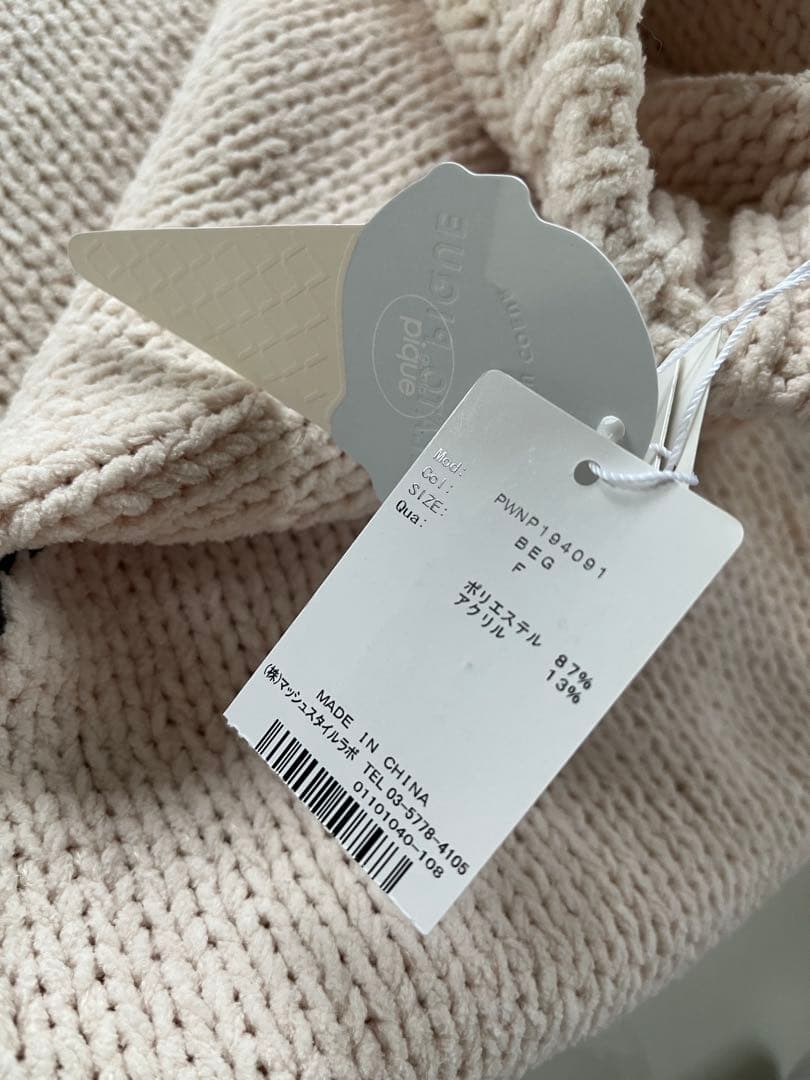 pique
Mod: PWNP194091
Col: BEG
SIZE: F
Qua: ポリエステル 87%
アクリル 13%
MADE IN CHINA
(株)マッシュスタイルラボ TEL 03-5778-4105
01101040-108